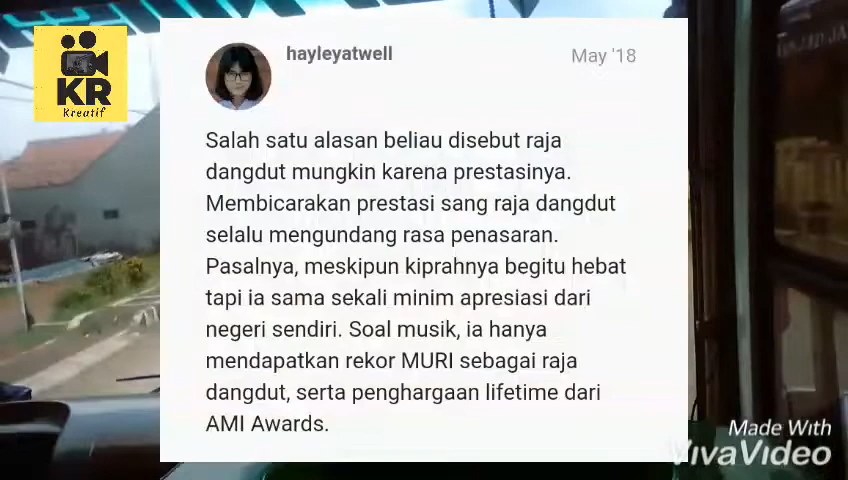 KR
Kreatif
hayleyatwell
May '18
Salah satu alasan beliau disebut raja
dangdut mungkin karena prestasinya.
Membicarakan prestasi sang raja dangdut
selalu mengundang rasa penasaran.
Pasalnya, meskipun kiprahnya begitu hebat
tapi ia sama sekali minim apresiasi dari
negeri sendiri. Soal musik, ia hanya
mendapatkan rekor MURI sebagai raja
dangdut, serta penghargaan lifetime dari
AMI Awards.
Made With
VivaVideo